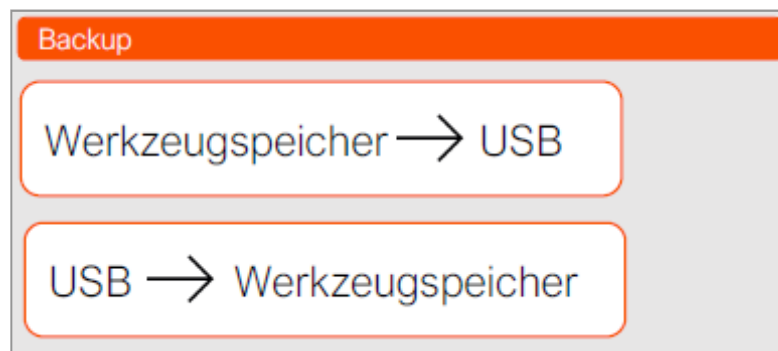 Backup
Werkzeugspeicher → USB
USB → Werkzeugspeicher